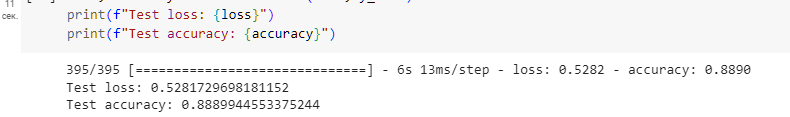 11
сек.
print(f"Test loss: {loss}")
print(f"Test accuracy: {accuracy}")
395/395 [==============================] - 6s 13ms/step - loss: 0.5282 - accuracy: 0.8890
Test loss: 0.5281729698181152
Test accuracy: 0.8889944553375244